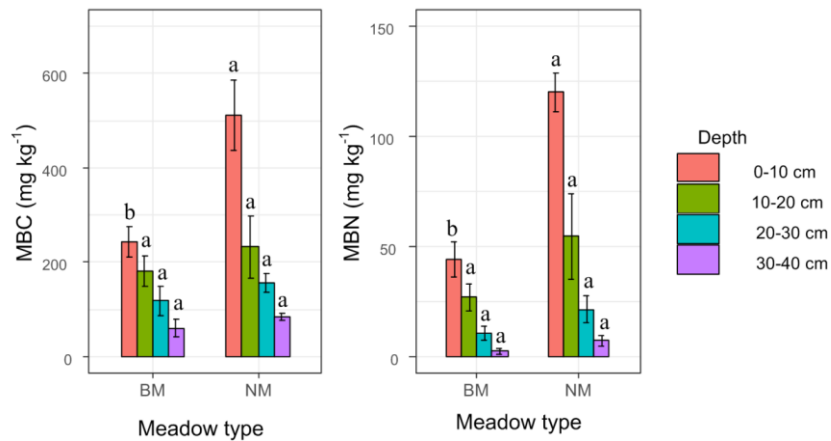 MBC (mg kg⁻¹)
600
400
200
0
b
a
a
a
a
a
a
a
BM
NM
Meadow type
MBN (mg kg⁻¹)
150
100
50
0
b
a
a
a
a
a
a
a
BM
NM
Meadow type
Depth
0-10 cm
10-20 cm
20-30 cm
30-40 cm